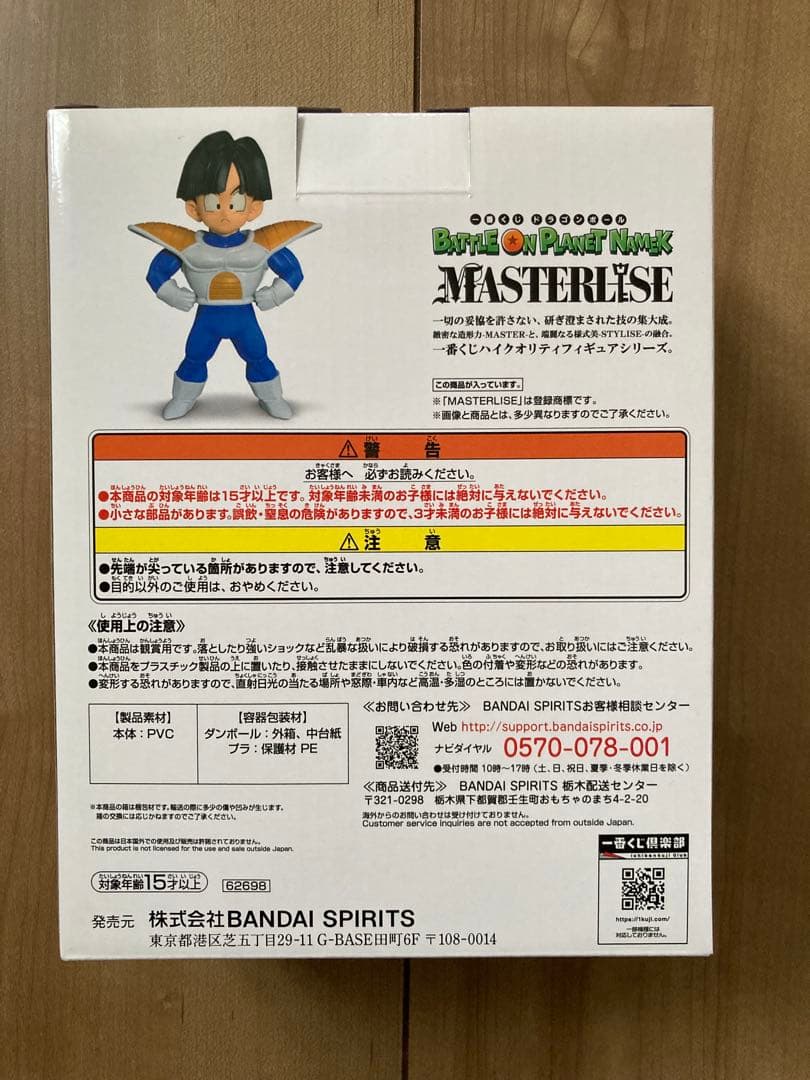 一番くじ ドラゴンボール
BATTLE ON PLANET NAMEK
MASTERLISE
一切の妥協を許さない、研ぎ澄まされた技の集大成。
緻密な造形力-MASTER-と、端麗なる様式美-STYLISE-の融合。
一番くじハイクオリティフィギュアシリーズ。
この商品が入っています。
※「MASTERLISE」は登録商標です。
※画像と商品とは、多少異なりますのでご了承ください。
⚠警告
お客様へ 必ずお読みください。
●本商品の対象年齢は15才以上です。対象年齢未満のお子様には絶対に与えないでください。
●小さな部品があります。誤飲・窒息の危険がありますので、3才未満のお子様には絶対に与えないでください。
⚠注意
●先端が尖っている箇所がありますので、注意してください。
●目的以外のご使用は、おやめください。
《使用上の注意》
●本商品は観賞用です。落としたり強いショックなど乱暴な扱いにより破損する恐れがありますので、お取り扱いにはご注意ください。
●本商品をプラスチック製品の上に置いたり、接触させたままにしないでください。色の付着や変形などの恐れがあります。
●変形する恐れがありますので、直射日光の当たる場所や窓際・車内など高温・多湿のところには置かないでください。
【製品素材】
本体：PVC
【容器包装材】
ダンボール：外箱、中台紙
プラ：保護材 PE
≪お問い合わせ先≫ BANDAI SPIRITSお客様相談センター
Web http://support.bandaispirits.co.jp
ナビダイヤル 0570-078-001
●受付時間 10時〜17時（土、日、祝日、夏季・冬季休業日を除く）
≪商品送付先≫ BANDAI SPIRITS 栃木配送センター
〒321-0298 栃木県下都賀郡壬生町おもちゃのまち4-2-20
海外からのお問い合わせは受け付けておりません。
Customer service inquiries are not accepted from outside Japan.
※本商品の箱は梱包材です。輸送の際に多少の傷や凹みが生じます。
箱の交換には応じかねますのでご了承ください。
この商品は日本国外での使用及び販売は許諾されておりません。
This product is not licensed for the use and sale outside Japan.
対象年齢15才以上
62698
発売元 株式会社BANDAI SPIRITS
東京都港区芝五丁目29-11 G-BASE田町6F 〒108-0014
一番くじ倶楽部
ichibankuji Club
https://1kuji.com/
一部機種には
対応しておりません。